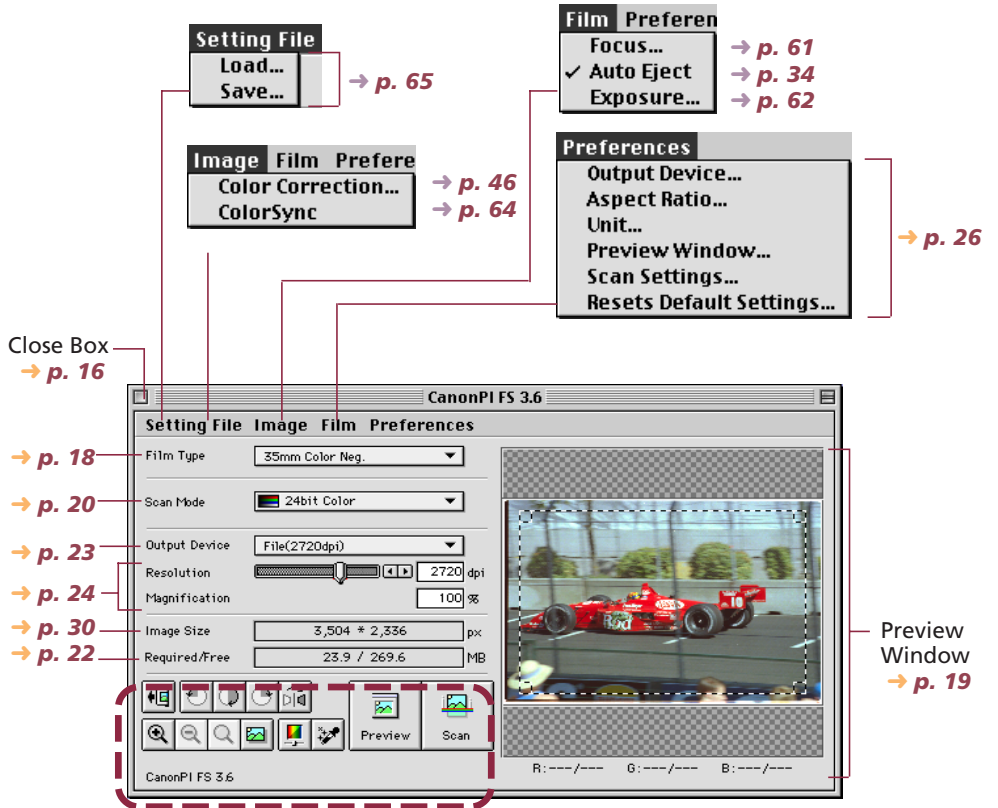 Setting File
Load...
Save...
➔ p. 65
Film Preferen
Focus...
➔ p. 61
✓ Auto Eject
➔ p. 34
Exposure...
➔ p. 62
Image Film Prefere
Color Correction...
➔ p. 46
ColorSync
➔ p. 64
Preferences
Output Device...
Aspect Ratio...
Unit...
Preview Window...
Scan Settings...
Resets Default Settings...
➔ p. 26
Close Box
➔ p. 16
CanonPI FS 3.6
Setting File Image Film Preferences
➔ p. 18
Film Type
35mm Color Neg.
➔ p. 20
Scan Mode
24bit Color
➔ p. 23
Output Device
File(2720dpi)
➔ p. 24
Resolution
2720 dpi
Magnification
100 %
➔ p. 30
Image Size
3,504 * 2,336 px
➔ p. 22
Required/Free
23.9 / 269.6 MB
Preview
Scan
CanonPI FS 3.6
10
R:---/--- G:---/--- B:---/---
Preview
Window
➔ p. 19